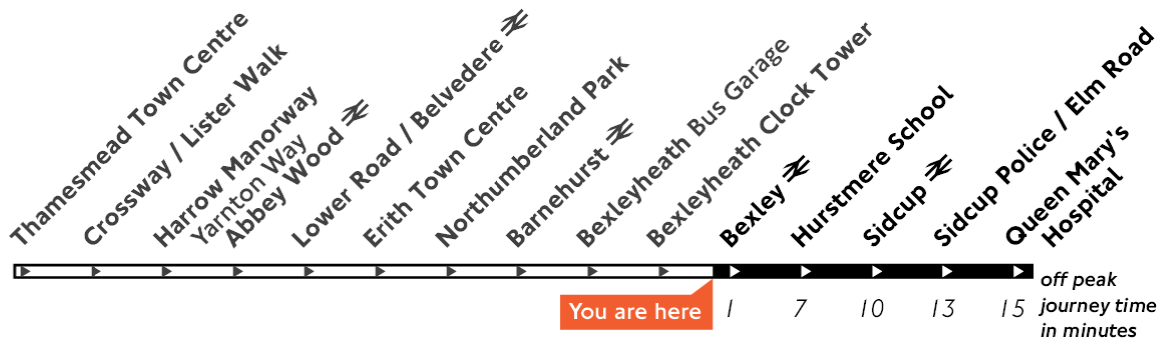 Thamesmead Town Centre
Crossway / Lister Walk
Harrow Manorway
Yarnton Way
Abbey Wood
Lower Road / Belvedere
Erith Town Centre
Northumberland Park
Barnehurst
Bexleyheath Bus Garage
Bexleyheath Clock Tower
Bexley
Hurstmere School
Sidcup
Sidcup Police / Elm Road
Queen Mary's
Hospital
You are here
1 7 10 13 15
off peak
journey time
in minutes